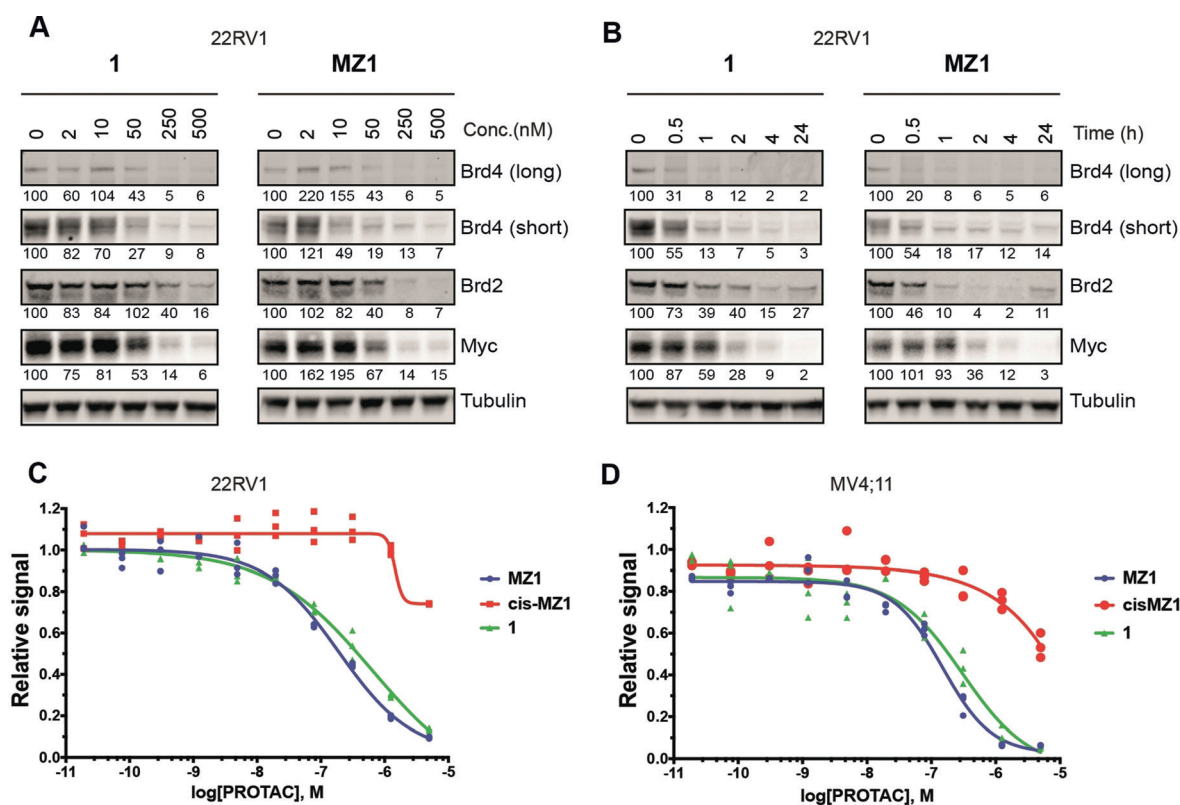 A
22RV1
1
MZ1
0 2 10 50 250 500 0 2 10 50 250 500 Conc.(nM)
Brd4 (long)
100 60 104 43 5 6 100 220 155 43 6 5
Brd4 (short)
100 82 70 27 9 8 100 121 49 19 13 7
Brd2
100 83 84 102 40 16 100 102 82 40 8 7
Myc
100 75 81 53 14 6 100 162 195 67 14 15
Tubulin
B
22RV1
1
MZ1
0 0.5 1 2 4 24 0 0.5 1 2 4 24 Time (h)
Brd4 (long)
100 31 8 12 2 2 100 20 8 6 5 6
Brd4 (short)
100 55 13 7 5 3 100 54 18 17 12 14
Brd2
100 73 39 40 15 27 100 46 10 4 2 11
Myc
100 87 59 28 9 2 100 101 93 36 12 3
Tubulin
C
22RV1
Relative signal
1.2
1.0
0.8
0.6
0.4
0.2
0.0
-11 -10 -9 -8 -7 -6 -5
log[PROTAC], M
MZ1
cis-MZ1
1
D
MV4;11
Relative signal
1.2
1.0
0.8
0.6
0.4
0.2
0.0
-11 -10 -9 -8 -7 -6 -5
log[PROTAC], M
MZ1
cisMZ1
1